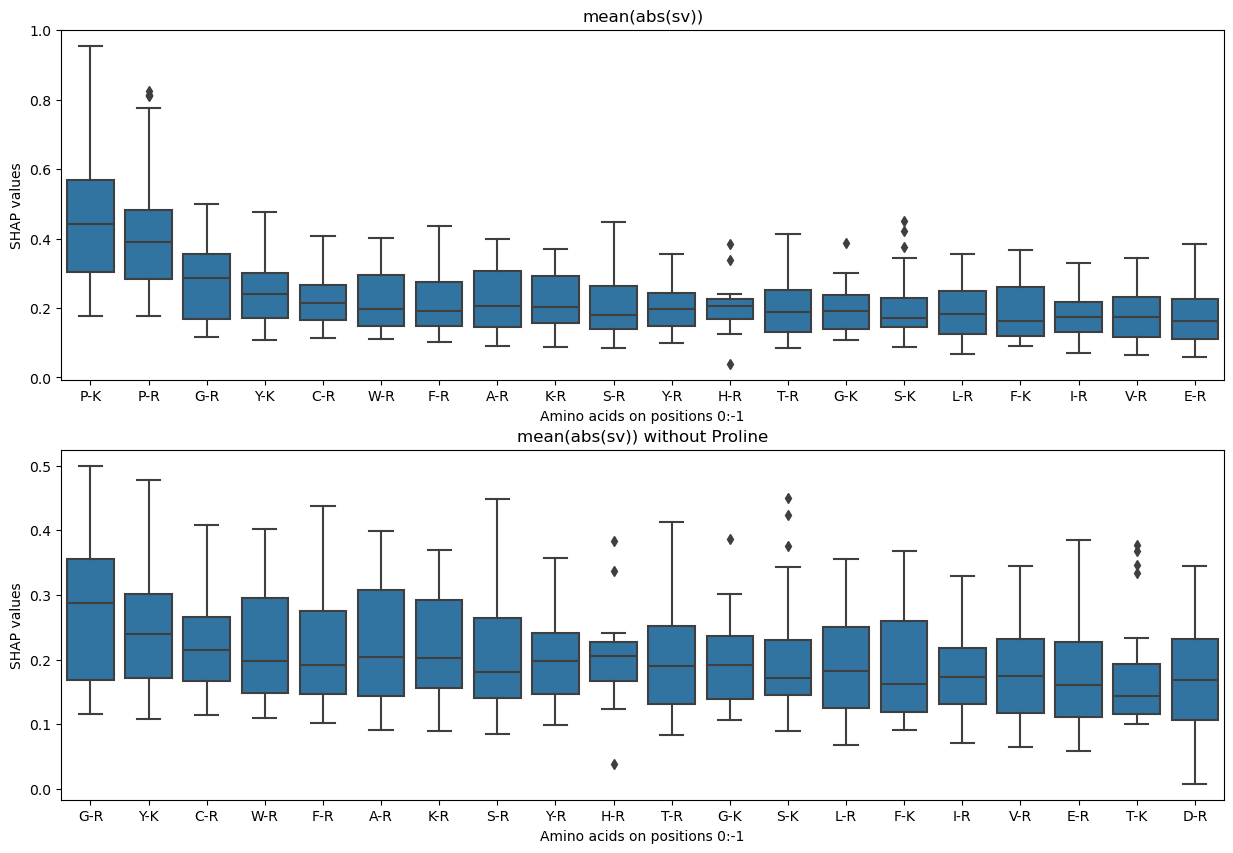 mean(abs(sv))
1.0
0.8
0.6
0.4
0.2
0.0
SHAP values
P-K P-R G-R Y-K C-R W-R F-R A-R K-R S-R Y-R H-R T-R G-K S-K L-R F-K I-R V-R E-R
Amino acids on positions 0:-1
mean(abs(sv)) without Proline
0.5
0.4
0.3
0.2
0.1
0.0
SHAP values
G-R Y-K C-R W-R F-R A-R K-R S-R Y-R H-R T-R G-K S-K L-R F-K I-R V-R E-R T-K D-R
Amino acids on positions 0:-1